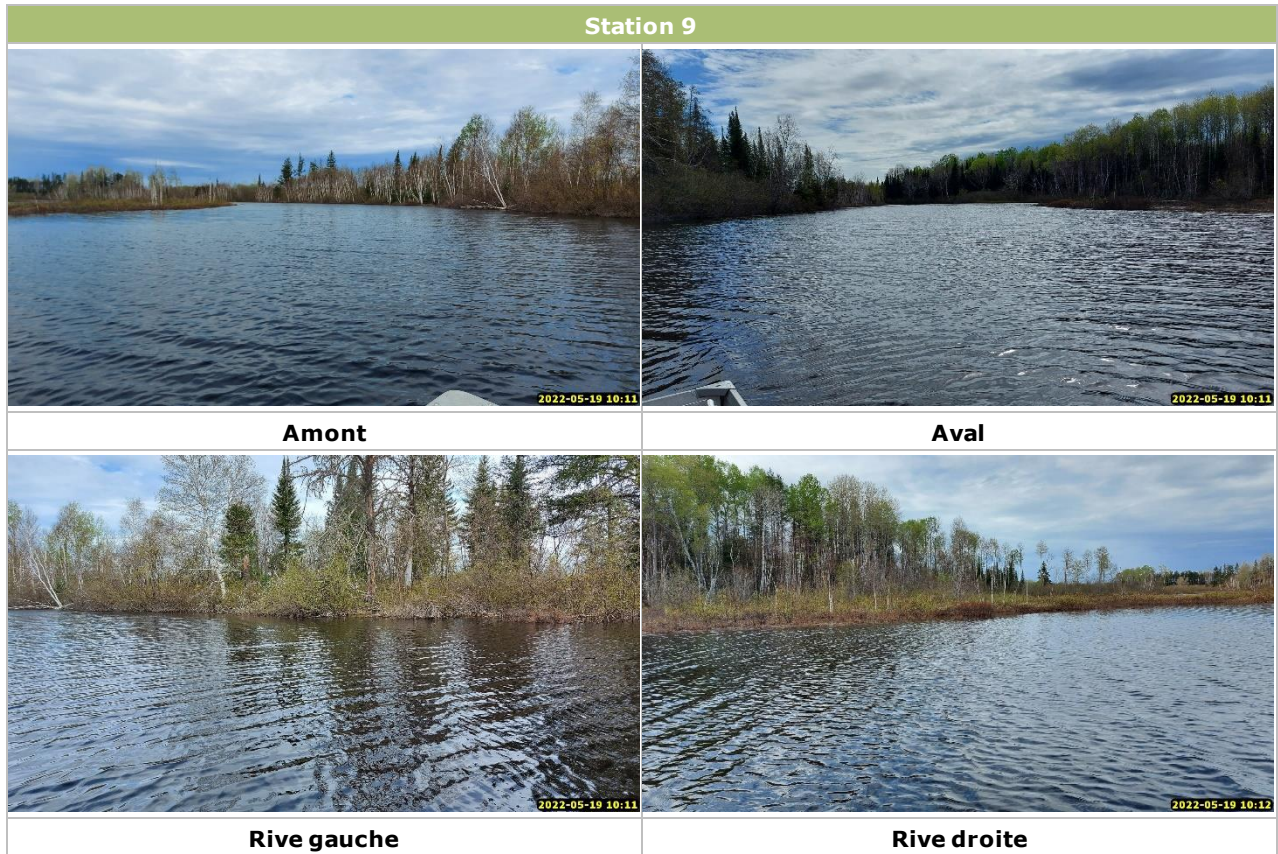 Station 9
2022-05-19 10:11
2022-05-19 10:11
Amont
Aval
2022-05-19 10:11
2022-05-19 10:12
Rive gauche
Rive droite